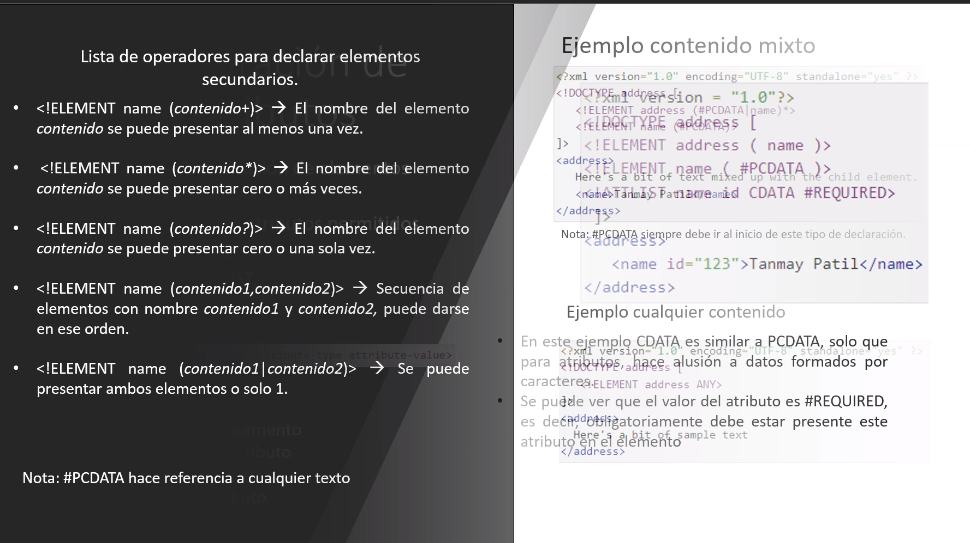 Lista de operadores para declarar elementos
secundarios.
• <!ELEMENT name (contenido+)> → El nombre del elemento
contenido se puede presentar al menos una vez.
• <!ELEMENT name (contenido*)> → El nombre del elemento
contenido se puede presentar cero o más veces.
• <!ELEMENT name (contenido?)> → El nombre del elemento
contenido se puede presentar cero o una sola vez.
• <!ELEMENT name (contenido1,contenido2)> → Secuencia de
elementos con nombre contenido1 y contenido2, puede darse
en ese orden.
• <!ELEMENT name (contenido1|contenido2)> → Se puede
presentar ambos elementos o solo 1.
Nota: #PCDATA hace referencia a cualquier texto
Ejemplo contenido mixto
<?xml version="1.0" encoding="UTF-8" standalone="yes" ?>
<!DOCTYPE address [
<!ELEMENT address (#PCDATA|name)*>
<!ELEMENT name (#PCDATA)>
]>
<address>
Here's a bit of text mixed up with the child element.
<name>Tanmay Patil</name>
</address>
Nota: #PCDATA siempre debe ir al inicio de este tipo de declaración.
<?xml version = "1.0"?>
<!DOCTYPE address [
<!ELEMENT address ( name )>
<!ELEMENT name ( #PCDATA )>
<!ATTLIST name id CDATA #REQUIRED>
]>
<address>
<name id="123">Tanmay Patil</name>
</address>
Ejemplo cualquier contenido
<?xml version="1.0" encoding="UTF-8" standalone="yes" ?>
<!DOCTYPE address [
<!ELEMENT address ANY>
]>
<address>
Here's a bit of sample text
</address>
• En este ejemplo CDATA es similar a PCDATA, solo que
para atributos, hace alusión a datos formados por
caracteres.
• Se puede ver que el valor del atributo es #REQUIRED,
es decir, obligatoriamente debe estar presente este
atributo en el elemento